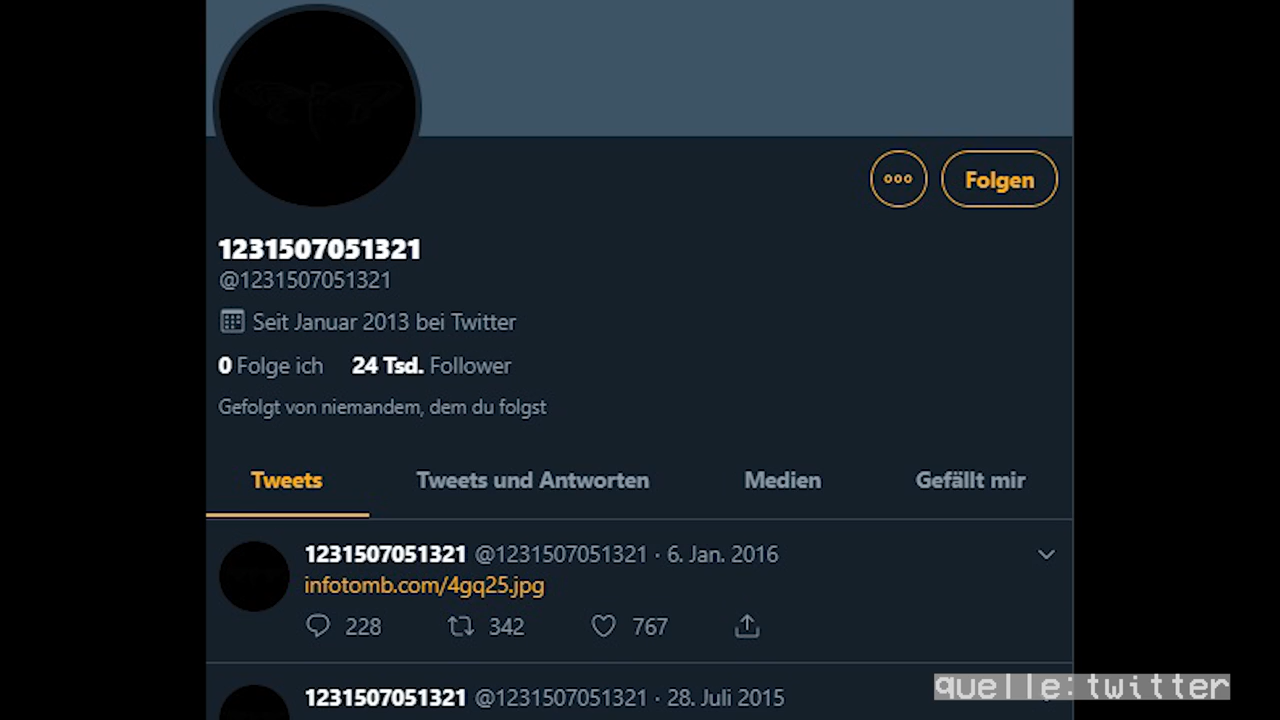 Folgen
1231507051321
@1231507051321
Seit Januar 2013 bei Twitter
0 Folge ich 24 Tsd. Follower
Gefolgt von niemandem, dem du folgst
Tweets Tweets und Antworten Medien Gefällt mir
1231507051321 @1231507051321 · 6. Jan. 2016
infotomb.com/4gq25.jpg
228 342 767
1231507051321 @1231507051321 · 28. Juli 2015
quelle:twitter